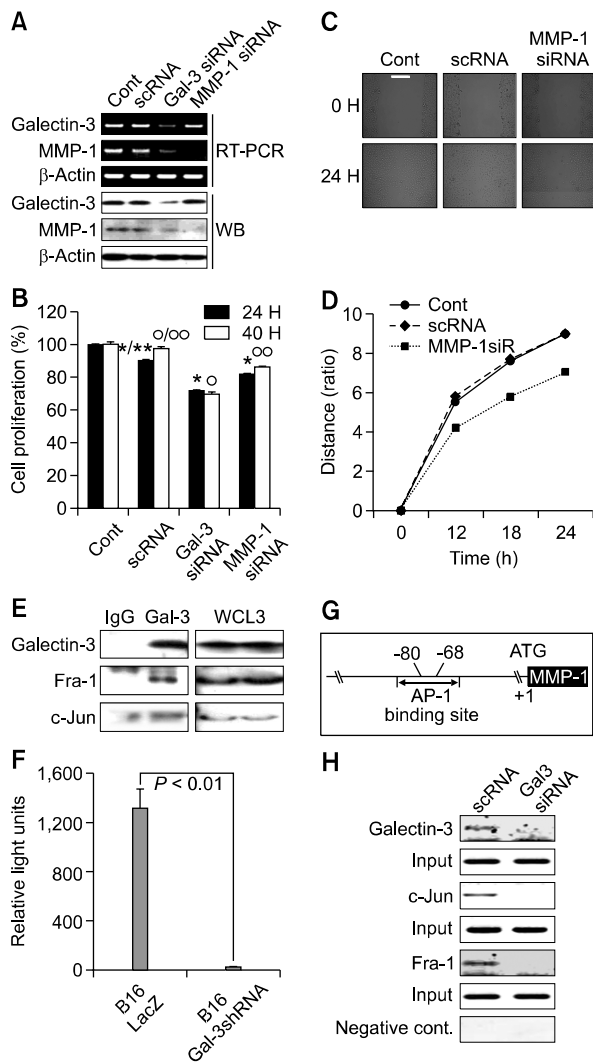 A
Cont
scRNA
Gal-3 siRNA
MMP-1 siRNA
Galectin-3
MMP-1
β-Actin
RT-PCR
Galectin-3
MMP-1
β-Actin
WB
B
Cell proliferation (%)
120
100
80
60
40
20
0
24 H
40 H
*/**
o/oo
*
o
*
oo
Cont
scRNA
Gal-3
siRNA
MMP-1
siRNA
C
Cont
scRNA
MMP-1
siRNA
0 H
24 H
D
Distance (ratio)
10
8
6
4
2
0
Cont
scRNA
MMP-1siR
0 12 18 24
Time (h)
E
IgG Gal-3 WCL3
Galectin-3
Fra-1
c-Jun
F
Relative light units
1,600
1,200
800
400
0
P < 0.01
B16
LacZ
B16
Gal-3shRNA
G
-80 -68 ATG
MMP-1
AP-1 +1
binding site
H
scRNA
Gal3
siRNA
Galectin-3
Input
c-Jun
Input
Fra-1
Input
Negative cont.